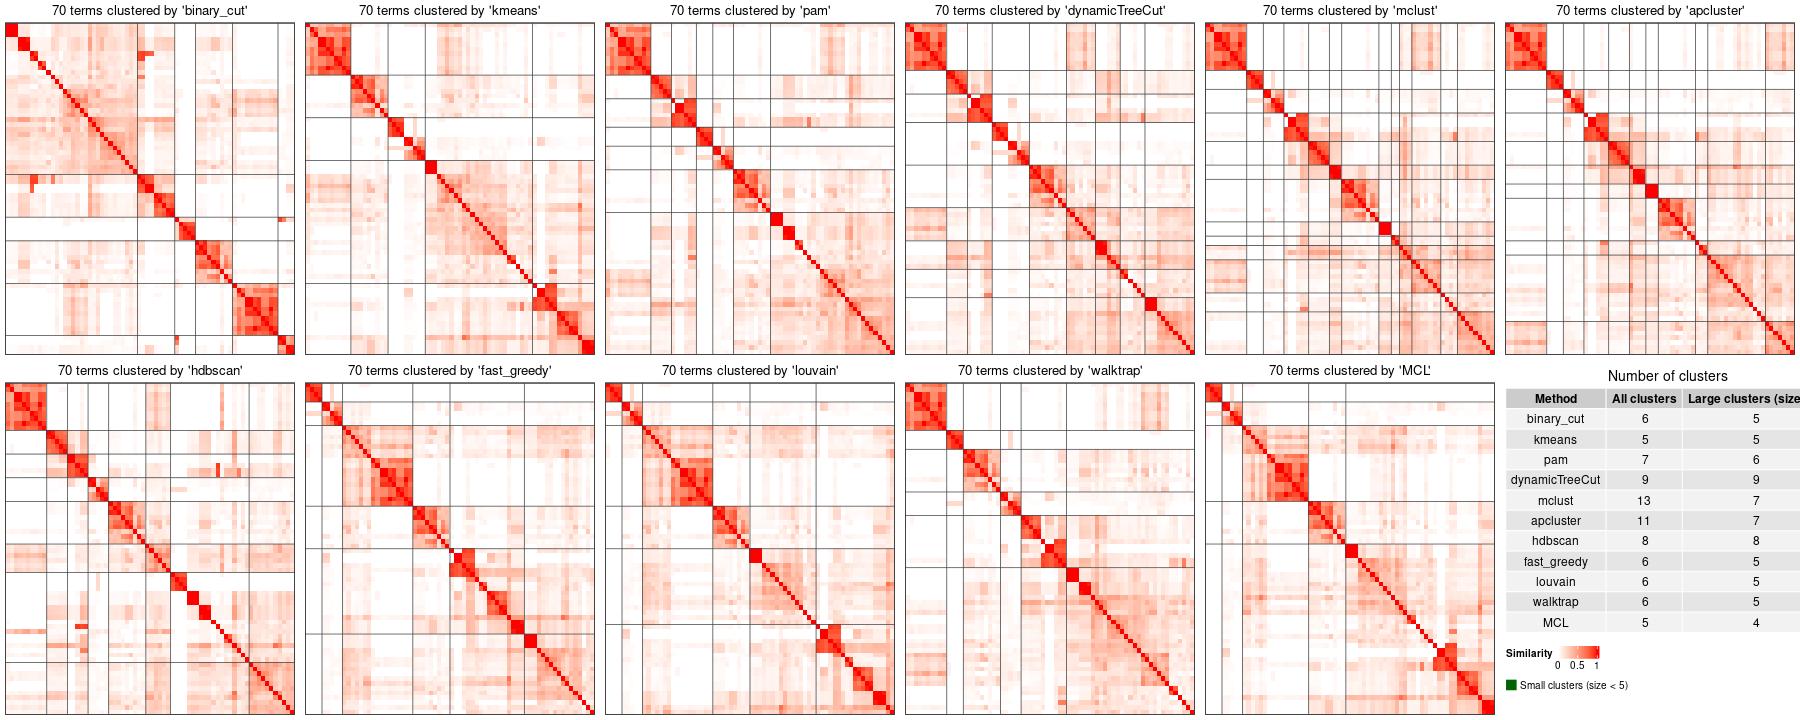 70 terms clustered by 'binary_cut'
70 terms clustered by 'kmeans'
70 terms clustered by 'pam'
70 terms clustered by 'dynamicTreeCut'
70 terms clustered by 'mclust'
70 terms clustered by 'apcluster'
70 terms clustered by 'hdbscan'
70 terms clustered by 'fast_greedy'
70 terms clustered by 'louvain'
70 terms clustered by 'walktrap'
70 terms clustered by 'MCL'
Number of clusters
Method All clusters Large clusters (size
binary_cut 6 5
kmeans 5 5
pam 7 6
dynamicTreeCut 9 9
mclust 13 7
apcluster 11 7
hdbscan 8 8
fast_greedy 6 5
louvain 6 5
walktrap 6 5
MCL 5 4
Similarity
0 0.5 1
Small clusters (size < 5)